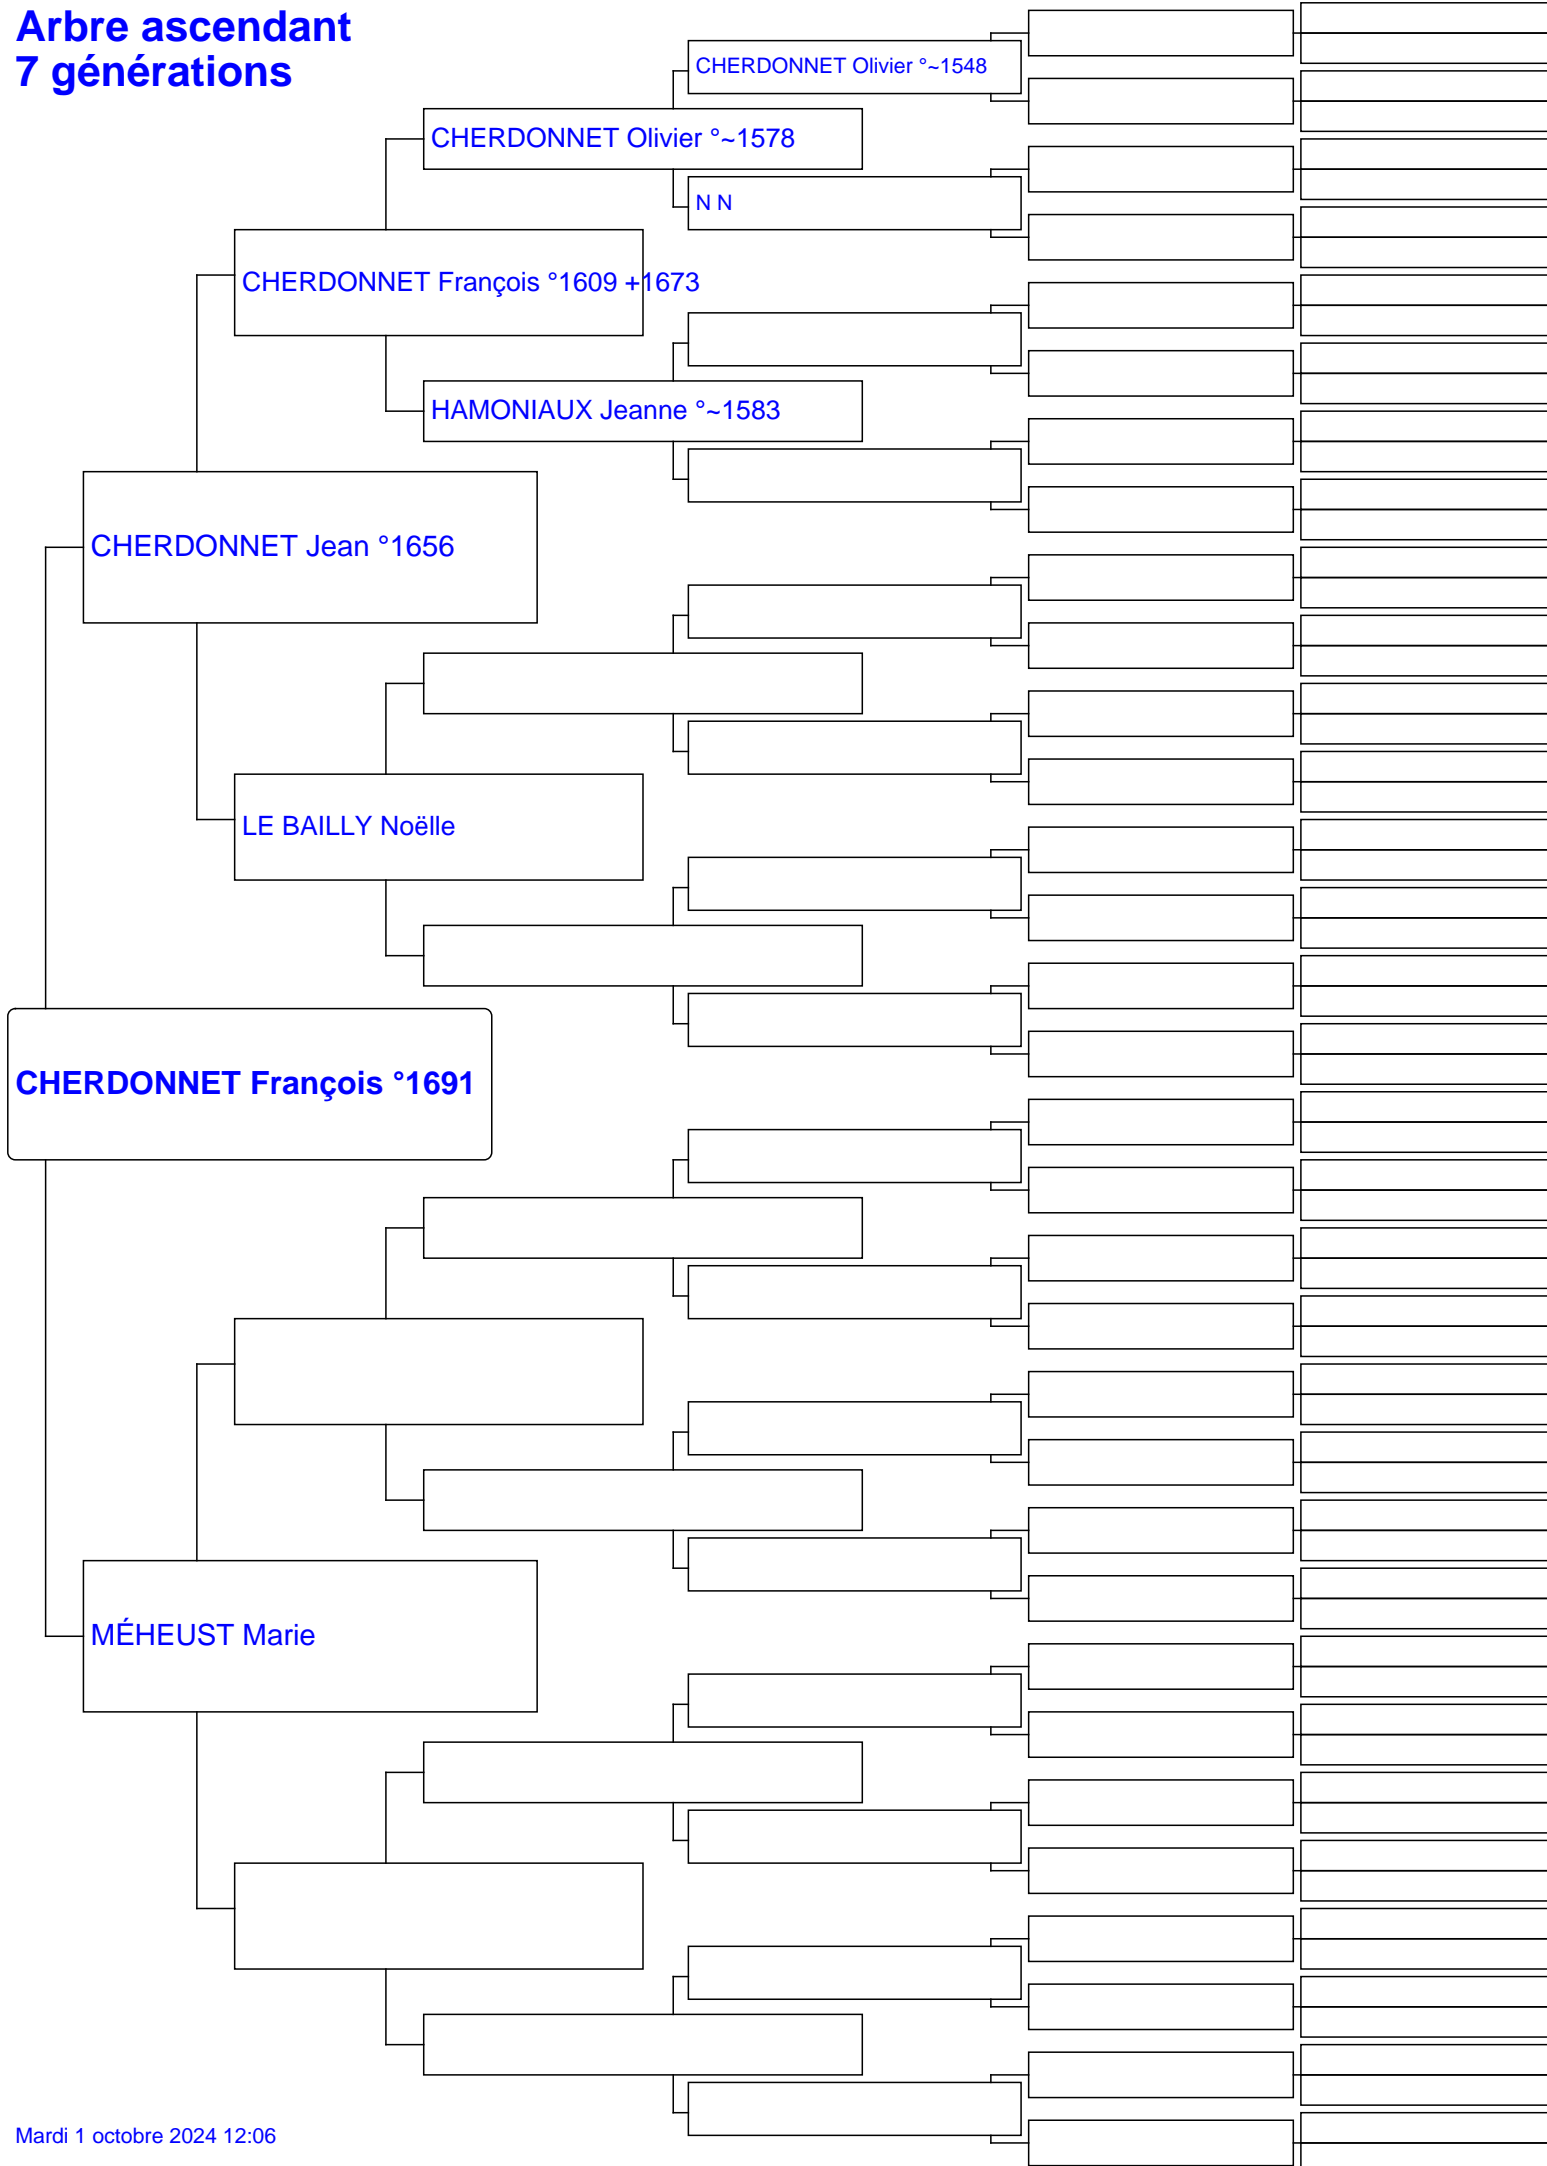 Arbre ascendant
7 générations
CHERDONNET Olivier °~1548
CHERDONNET Olivier °~1578
N N
CHERDONNET François °1609 +1673
HAMONIAUX Jeanne °~1583
CHERDONNET Jean °1656
LE BAILLY Noëlle
CHERDONNET François °1691
MÉHEUST Marie
Mardi 1 octobre 2024 12:06